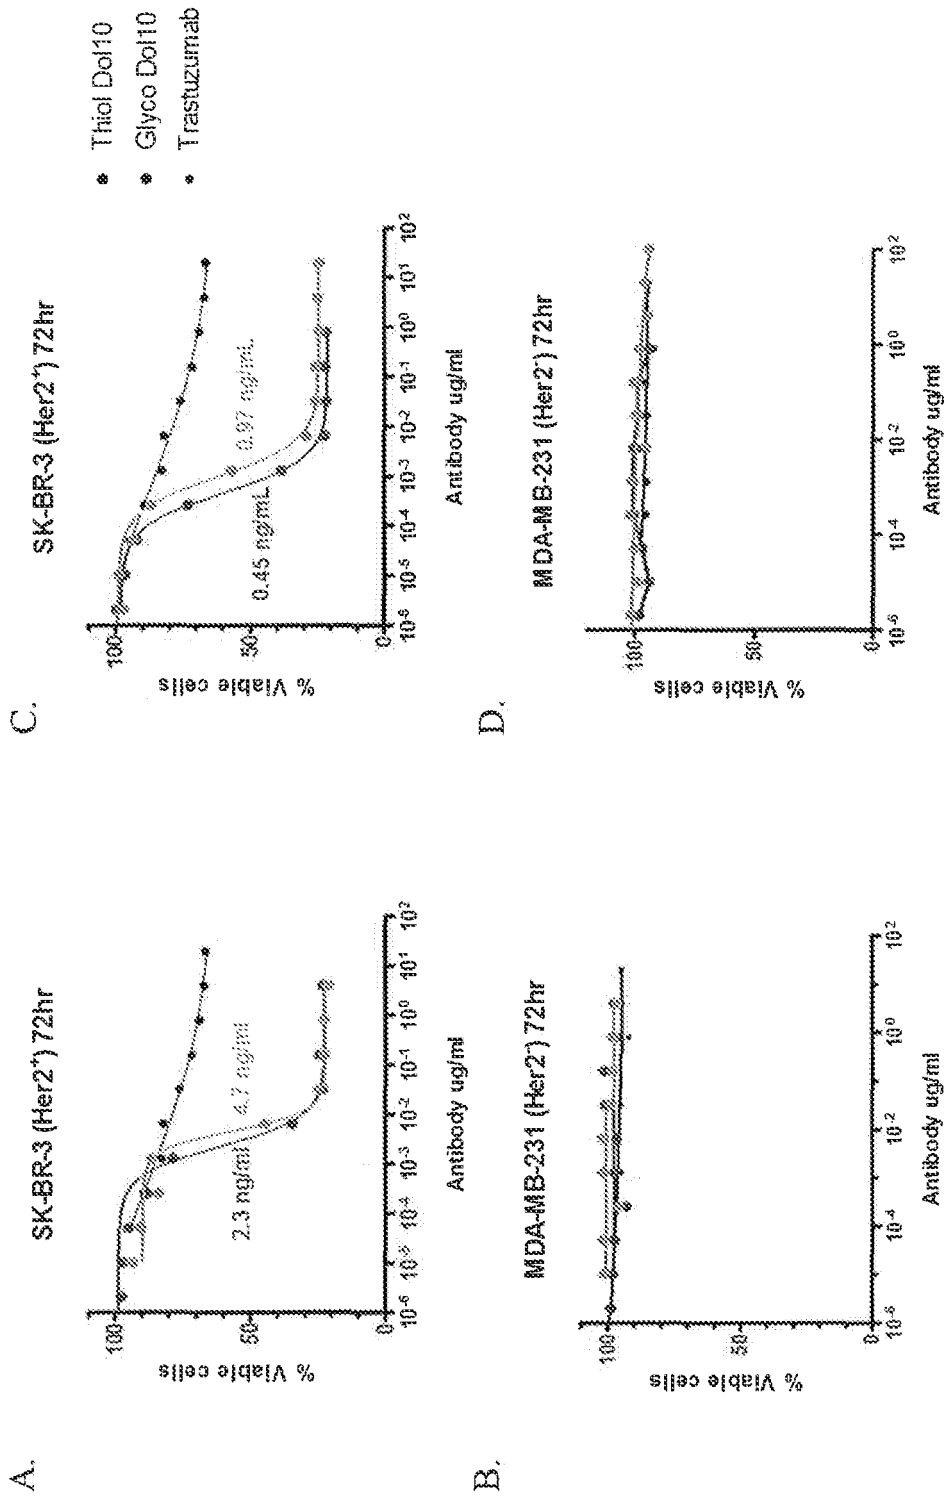 A.
SK-BR-3 (Her2+) 72hr
% Viable cells
100
50
0
2.3 ng/ml
4.7 ng/ml
10-6
10-5
10-4
10-3
10-2
10-1
100
101
102
Antibody ug/ml
B.
MDA-MB-231 (Her2-) 72hr
% Viable cells
100
50
0
10-6
10-4
10-2
100
102
Antibody ug/ml
C.
SK-BR-3 (Her2+) 72hr
% Viable cells
100
50
0
0.45 ng/mL
0.97 ng/mL
10-6
10-5
10-4
10-3
10-2
10-1
100
101
102
Antibody ug/ml
Thiol Dol10
Glyco Dol10
Trastuzumab
D.
MDA-MB-231 (Her2-) 72hr
% Viable cells
100
50
0
10-6
10-4
10-2
100
102
Antibody ug/ml